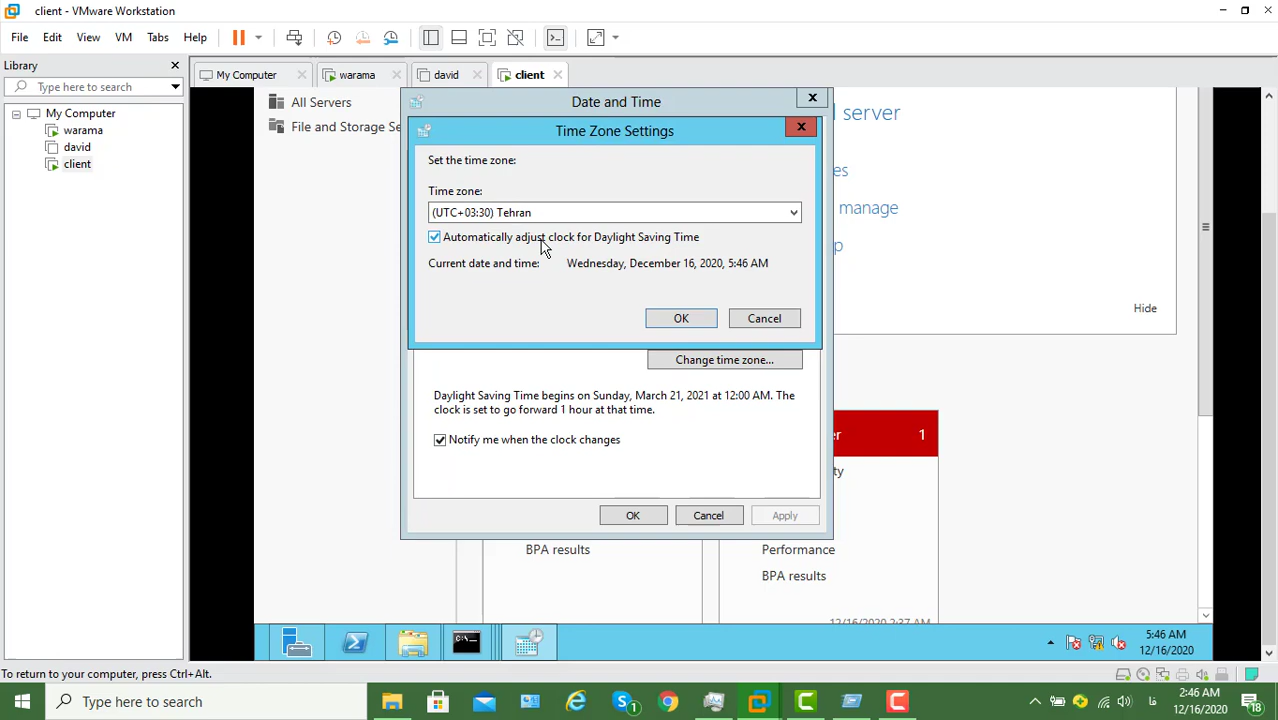 client - VMware Workstation
File Edit View VM Tabs Help
Library
Type here to search
My Computer
warama
david
client
My Computer
warama
david
client
All Servers
File and Storage Se
Date and Time
Time Zone Settings
Set the time zone:
Time zone:
(UTC+03:30) Tehran
Automatically adjust clock for Daylight Saving Time
Current date and time: Wednesday, December 16, 2020, 5:46 AM
OK Cancel
Change time zone...
Daylight Saving Time begins on Sunday, March 21, 2021 at 12:00 AM. The
clock is set to go forward 1 hour at that time.
Notify me when the clock changes
OK Cancel Apply
l server
es
manage
p
Hide
er 1
ity
BPA results
Performance
BPA results
12/16/2020 2:37 AM
5:46 AM
12/16/2020
To return to your computer, press Ctrl+Alt.
Type here to search
فا
2:46 AM
12/16/2020
18
1